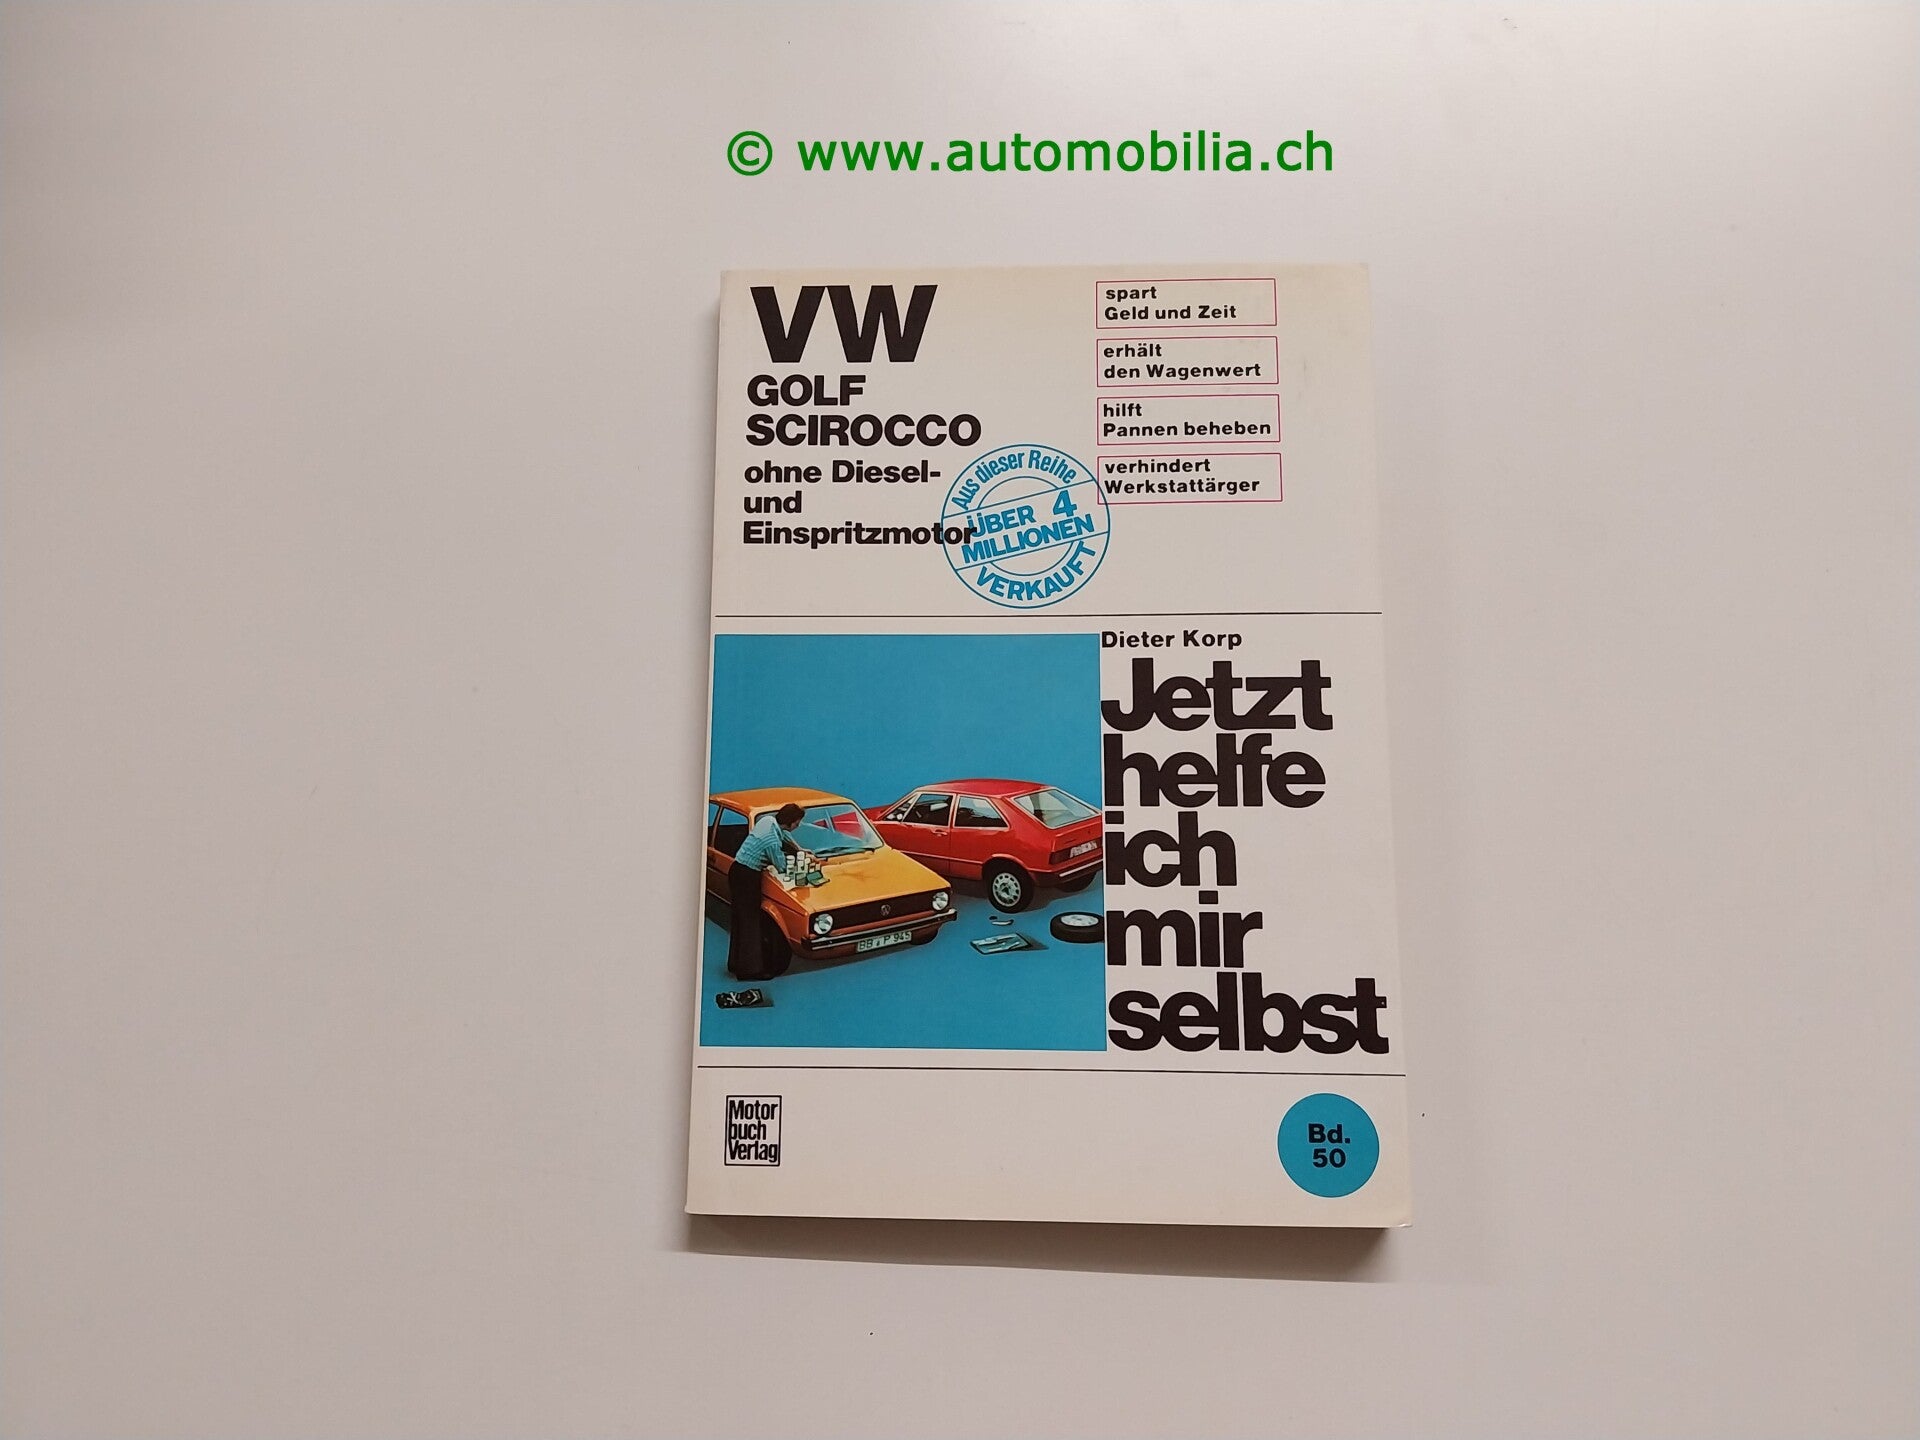 © www.automobilia.ch
VW
GOLF
SCIROCCO
ohne Diesel-
und
Einspritzmotor
spart
Geld und Zeit
erhält
den Wagenwert
hilft
Pannen beheben
verhindert
Werkstattärger
Aus dieser Reihe
ÜBER 4
MILLIONEN
VERKAUFT
Dieter Korp
Jetzt
helfe
ich
mir
selbst
BB P 945
Motor
buch
Verlag
Bd.
50